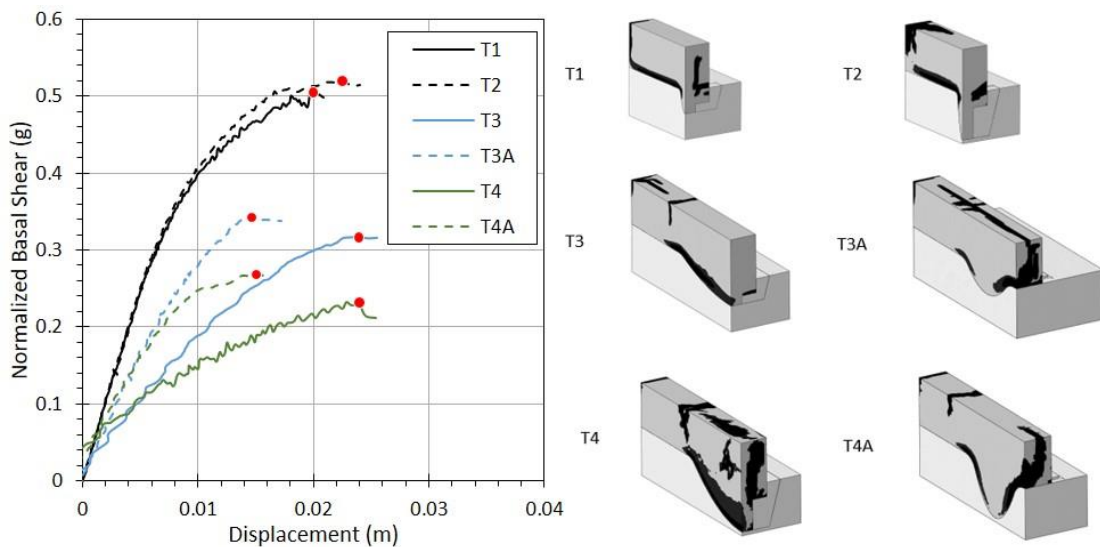 Normalized Basal Shear (g)
0.6
0.5
0.4
0.3
0.2
0.1
0
0
0.01
0.02
0.03
0.04
Displacement (m)
T1
T2
T3
T3A
T4
T4A
T1
T2
T3
T3A
T4
T4A